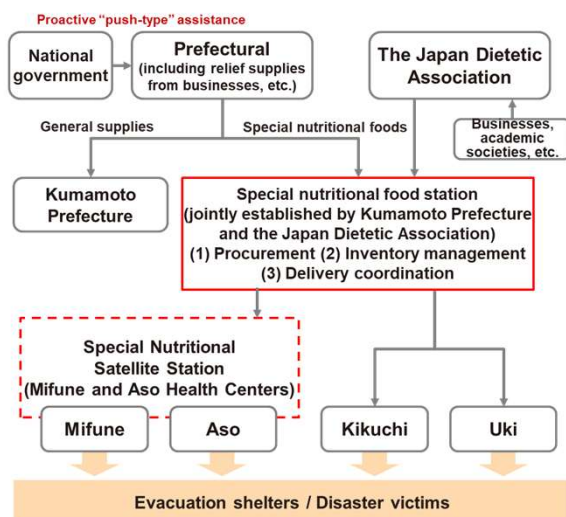 Proactive “push-type” assistance
National
government
Prefectural
(including relief supplies
from businesses, etc.)
The Japan Dietetic
Association
General supplies
Special nutritional foods
Businesses,
academic
societies, etc.
Kumamoto
Prefecture
Special nutritional food station
(jointly established by Kumamoto Prefecture
and the Japan Dietetic Association)
(1) Procurement (2) Inventory management
(3) Delivery coordination
Special Nutritional
Satellite Station
(Mifune and Aso Health Centers)
Mifune
Aso
Kikuchi
Uki
Evacuation shelters / Disaster victims